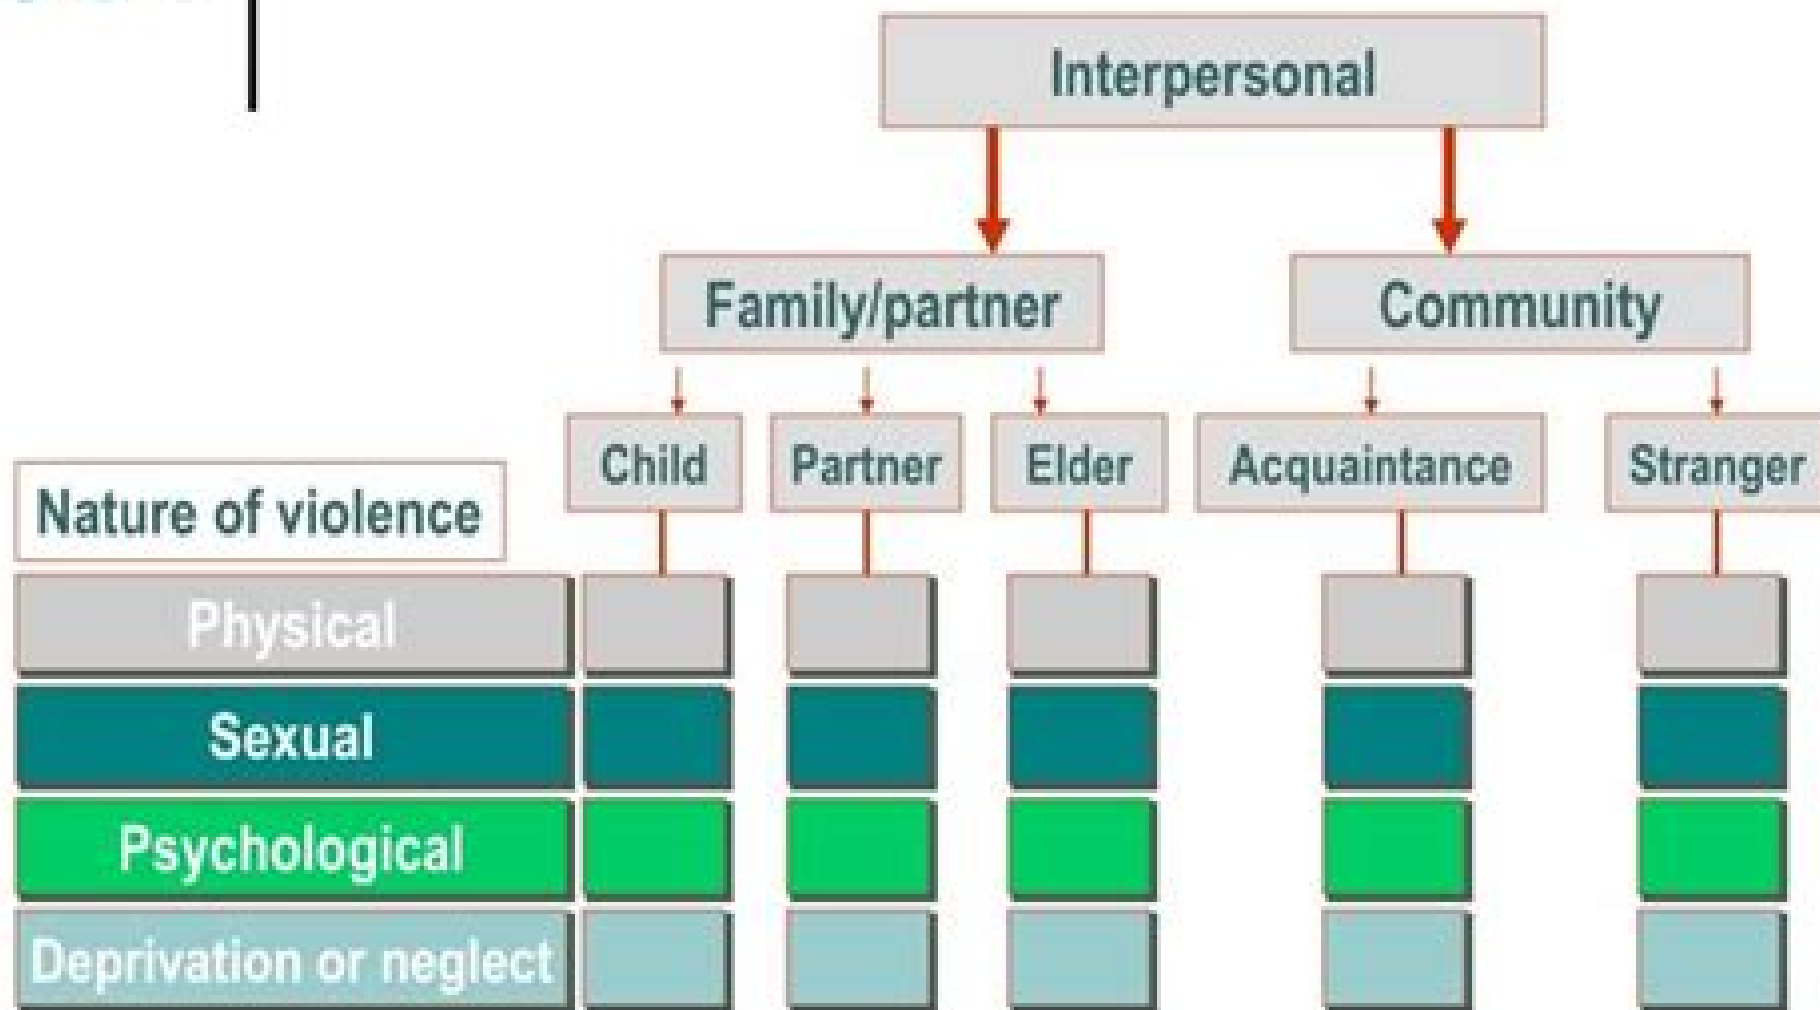 Interpersonal
Family/partner
Community
Child
Partner
Elder
Acquaintance
Stranger
Nature of violence
Physical
Sexual
Psychological
Deprivation or neglect